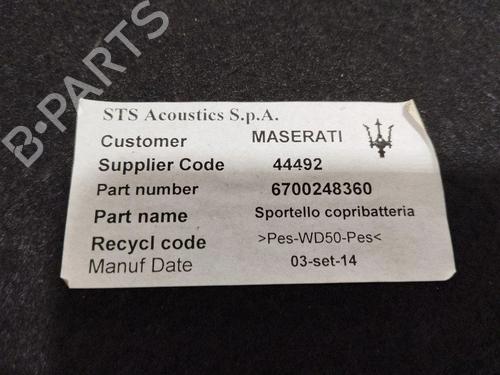 B-PARTS
STS Acoustics S.p.A.
Customer MASERATI
Supplier Code 44492
Part number 6700248360
Part name Sportello copribatteria
Recycl code >Pes-WD50-Pes<
Manuf Date 03-set-14